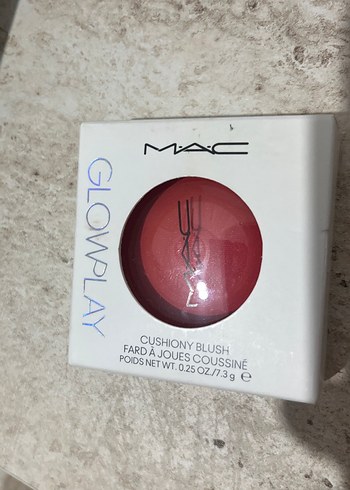 M·A·C
GLOWPLAY
MAC
CUSHIONY BLUSH
FARD À JOUES COUSSINÉ
POIDS NET WT. 0.25 OZ./7.3 g ℮